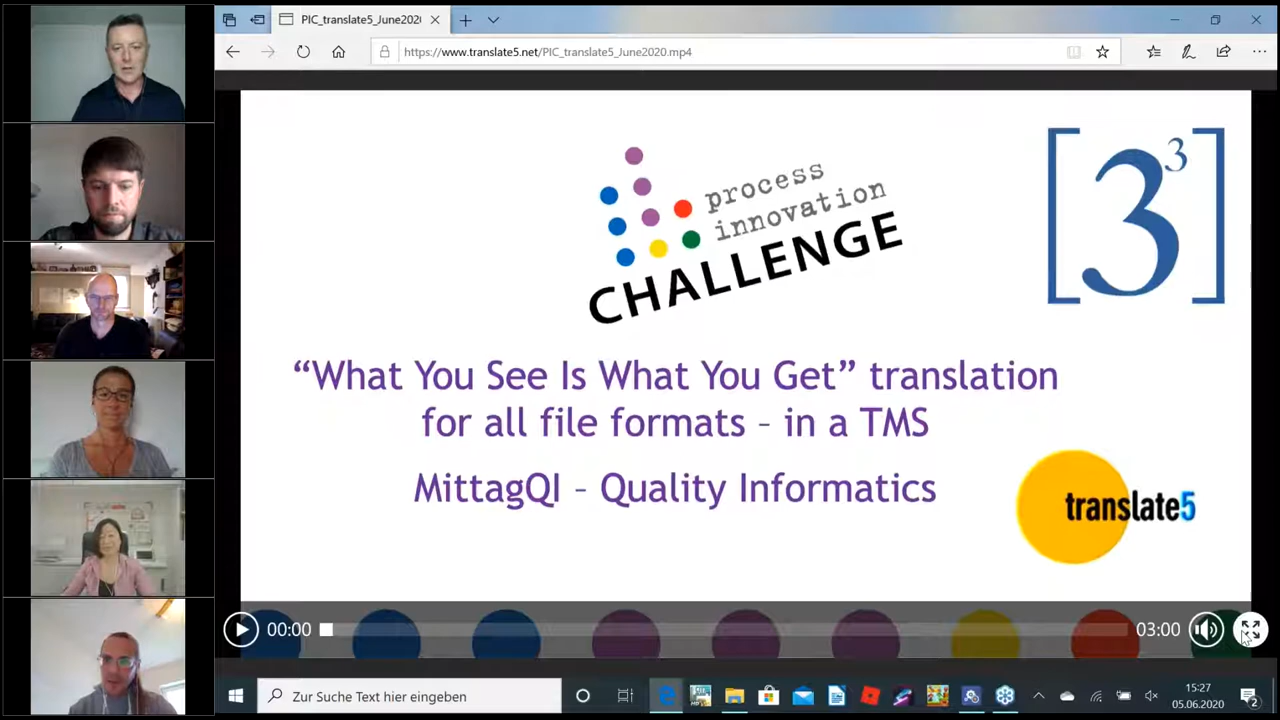 PIC_translate5_June202
https://www.translate5.net/PIC_translate5_June2020.mp4
process
innovation
CHALLENGE
[3³]
“What You See Is What You Get” translation
for all file formats – in a TMS
MittagQI – Quality Informatics
translate5
00:00
03:00
Zur Suche Text hier eingeben
15:27
05.06.2020
2